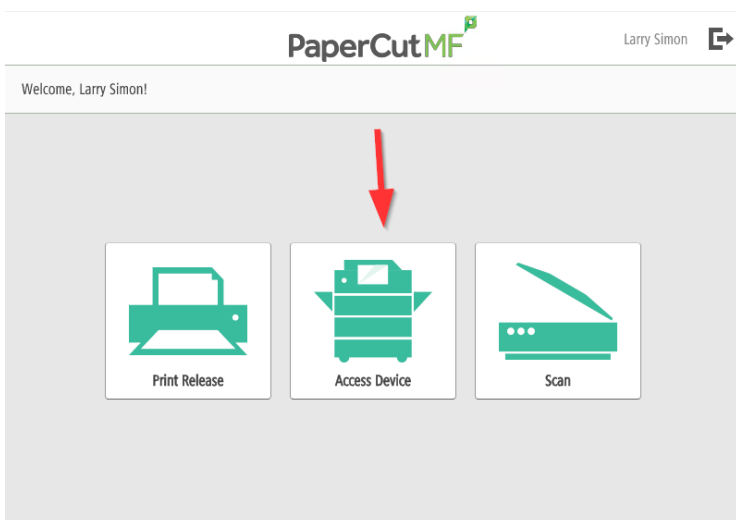 PaperCutMF
Larry Simon
Welcome, Larry Simon!
Print Release
Access Device
Scan